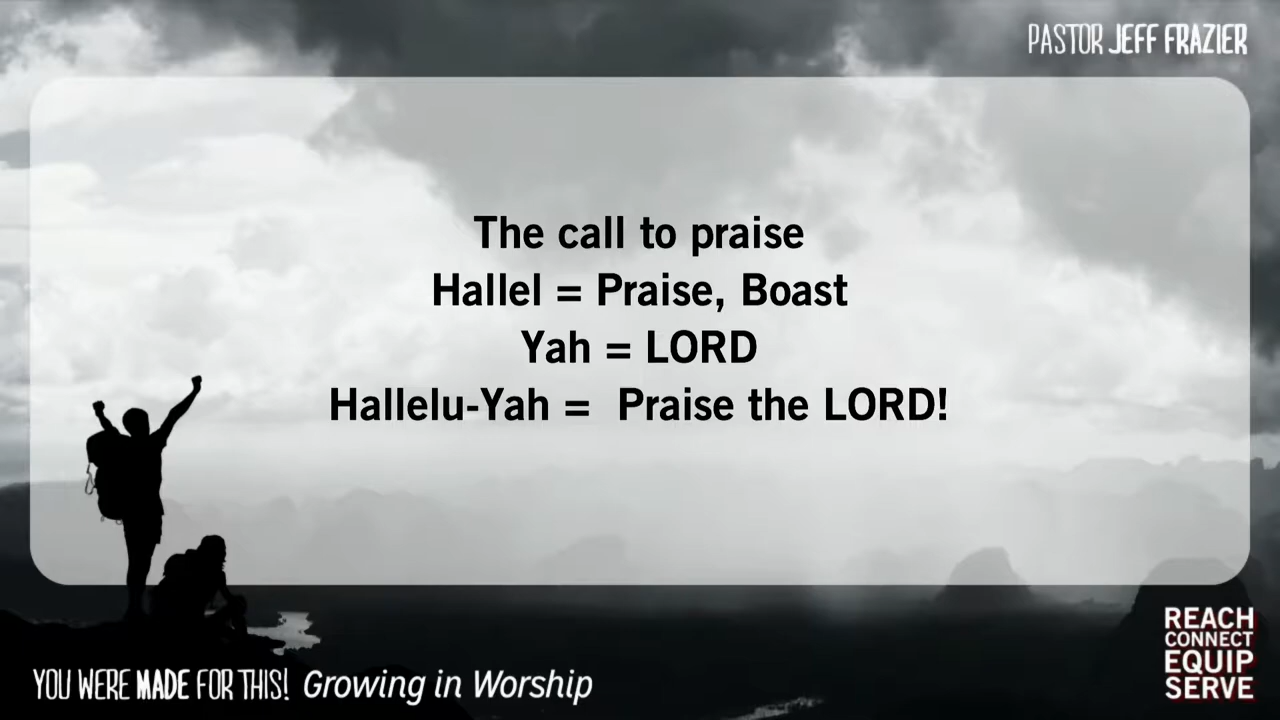 PASTOR JEFF FRAZIER
The call to praise
Hallel = Praise, Boast
Yah = LORD
Hallelu-Yah =  Praise the LORD!
REACH
CONNECT
EQUIP
SERVE
YOU WERE MADE FOR THIS! Growing in Worship